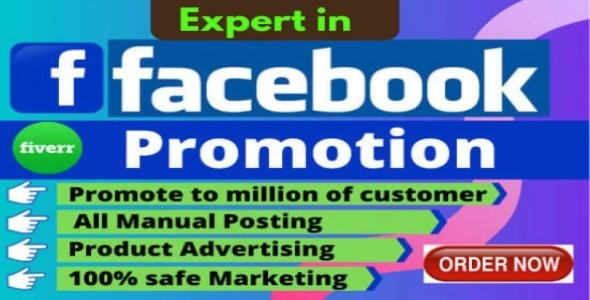 Expert in
f facebook
fiverr Promotion
Promote to million of customer
All Manual Posting
Product Advertising
100% safe Marketing
ORDER NOW